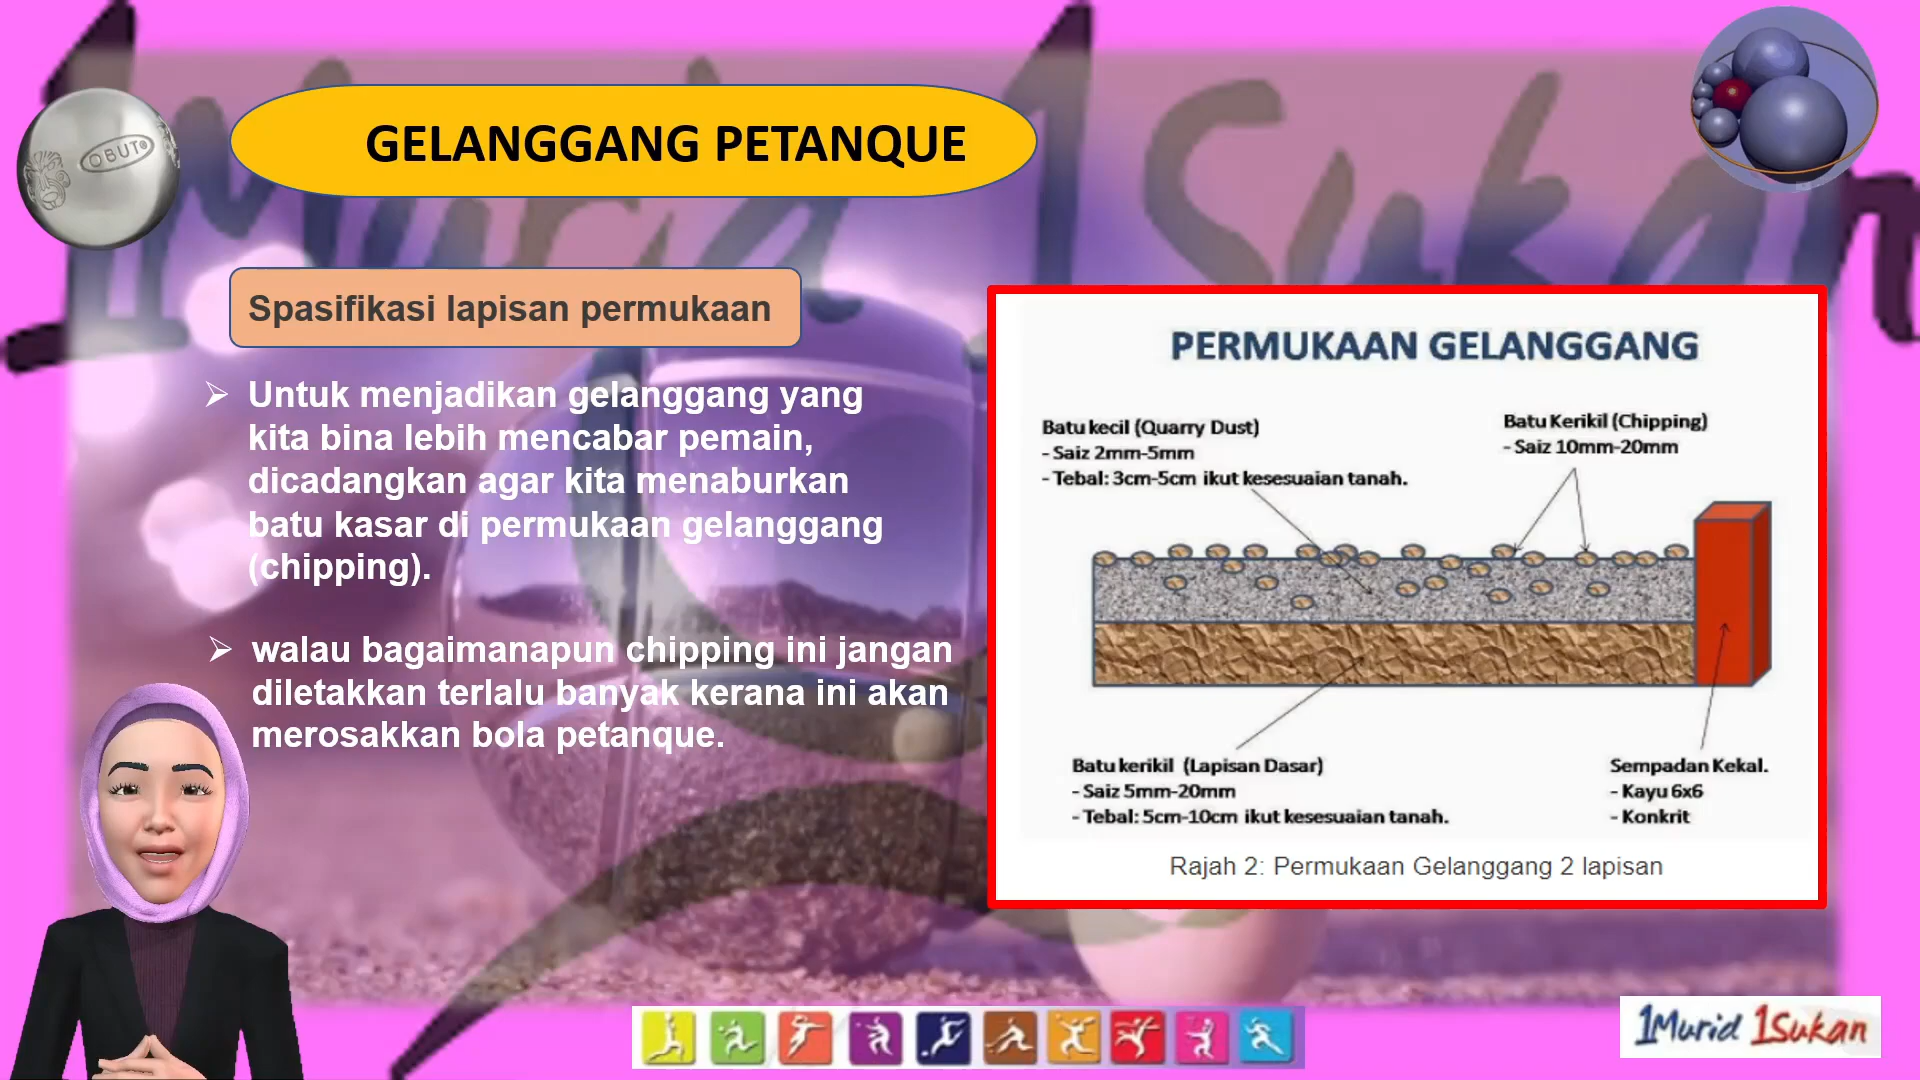 GELANGGANG PETANQUE
OBUT
Spasifikasi lapisan permukaan
Untuk menjadikan gelanggang yang
kita bina lebih mencabar pemain,
dicadangkan agar kita menaburkan
batu kasar di permukaan gelanggang
(chipping).
walau bagaimanapun chipping ini jangan
diletakkan terlalu banyak kerana ini akan
merosakkan bola petanque.
PERMUKAAN GELANGGANG
Batu kecil (Quarry Dust)
- Saiz 2mm-5mm
- Tebal: 3cm-5cm ikut kesesuaian tanah.
Batu Kerikil (Chipping)
- Saiz 10mm-20mm
Batu kerikil (Lapisan Dasar)
- Saiz 5mm-20mm
- Tebal: 5cm-10cm ikut kesesuaian tanah.
Sempadan Kekal.
- Kayu 6x6
- Konkrit
Rajah 2: Permukaan Gelanggang 2 lapisan
1Murid 1Sukan
1Murid 1Sukan